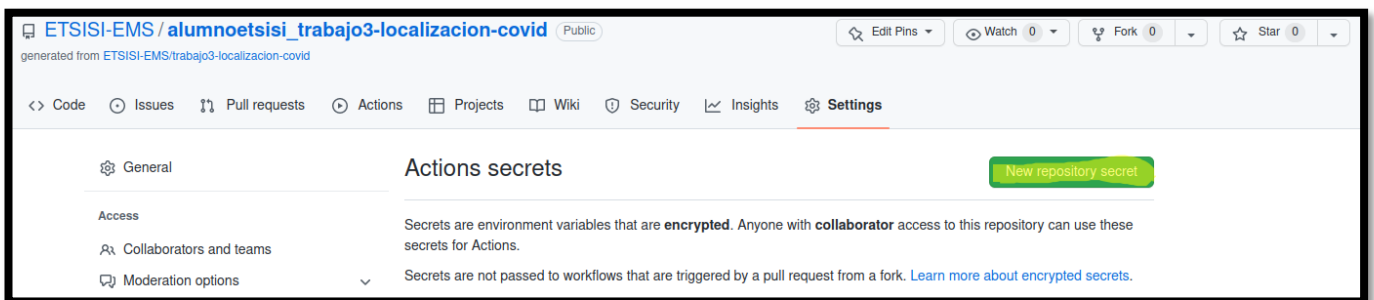 ETSISI-EMS / alumnoetsisi_trabajo3-localizacion-covid Public Edit Pins Watch 0 Fork 0 Star 0
generated from ETSISI-EMS/trabajo3-localizacion-covid
<> Code Issues Pull requests Actions Projects Wiki Security Insights Settings
General Actions secrets New repository secret
Access
Secrets are environment variables that are encrypted. Anyone with collaborator access to this repository can use these
Collaborators and teams secrets for Actions.
Moderation options Secrets are not passed to workflows that are triggered by a pull request from a fork. Learn more about encrypted secrets.